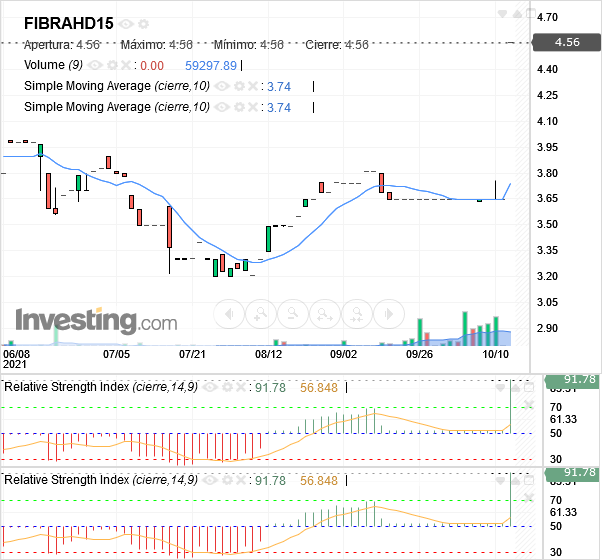 FIBRAHD15
Apertura: 4.56 Máximo: 4.56 Mínimo: 4.56 Cierre: 4.56
Volume (9) : 0.00 59297.89
Simple Moving Average (cierre,10) : 3.74
Simple Moving Average (cierre,10) : 3.74
4.70
4.56
4.40
4.25
4.10
3.95
3.80
3.65
3.50
3.35
3.20
3.05
2.90
Investing.com
06/08 07/05 07/21 08/12 09/02 09/26 10/10
2021
Relative Strength Index (cierre,14,9) : 91.78 56.848
91.78
70
61.33
50
30
Relative Strength Index (cierre,14,9) : 91.78 56.848
91.78
70
61.33
50
30